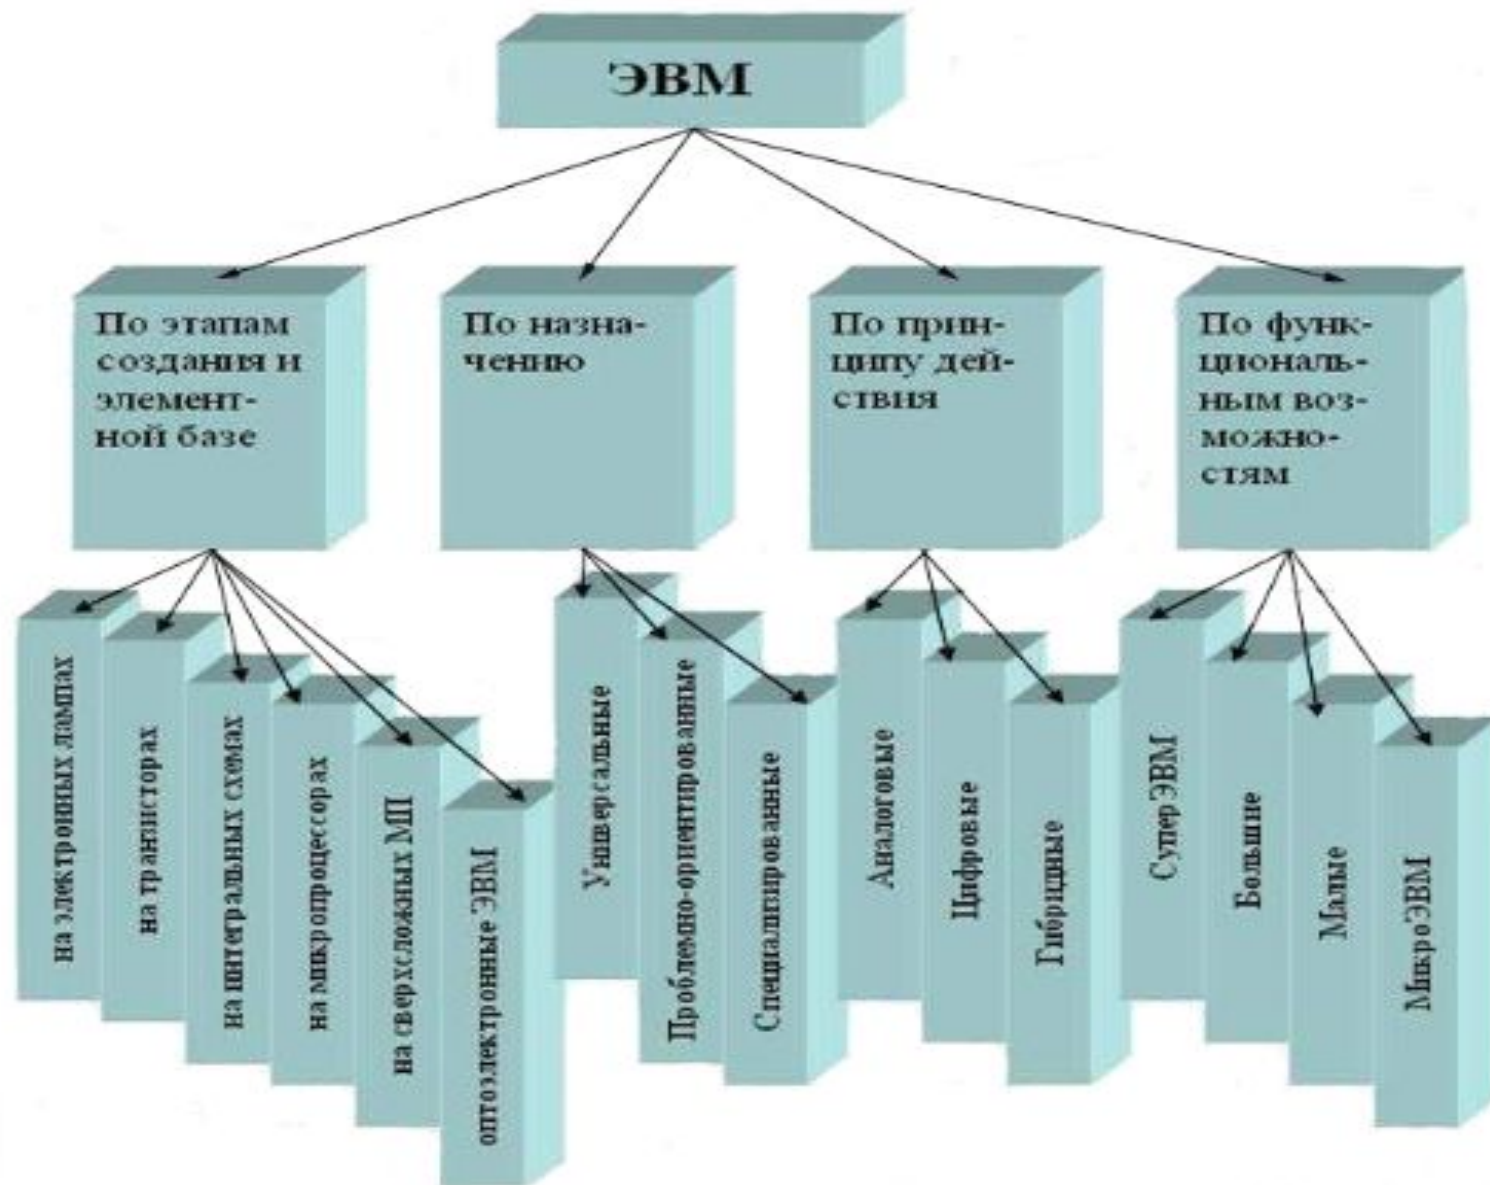 ЭВМ
По этапам
создания и
элемент-
ной базе
По назна-
чению
По прин-
ципу дей-
ствия
По функ-
циональ-
ным воз-
можно-
стям
на электронных лампах
на транзисторах
на интегральных схемах
на микропроцессорах
на сверхсложных МП
оптоэлектронные ЭВМ
Универсальные
Проблемно-ориентированные
Специализированные
Аналоговые
Цифровые
Гибридные
СуперЭВМ
Большие
Малые
МикроЭВМ